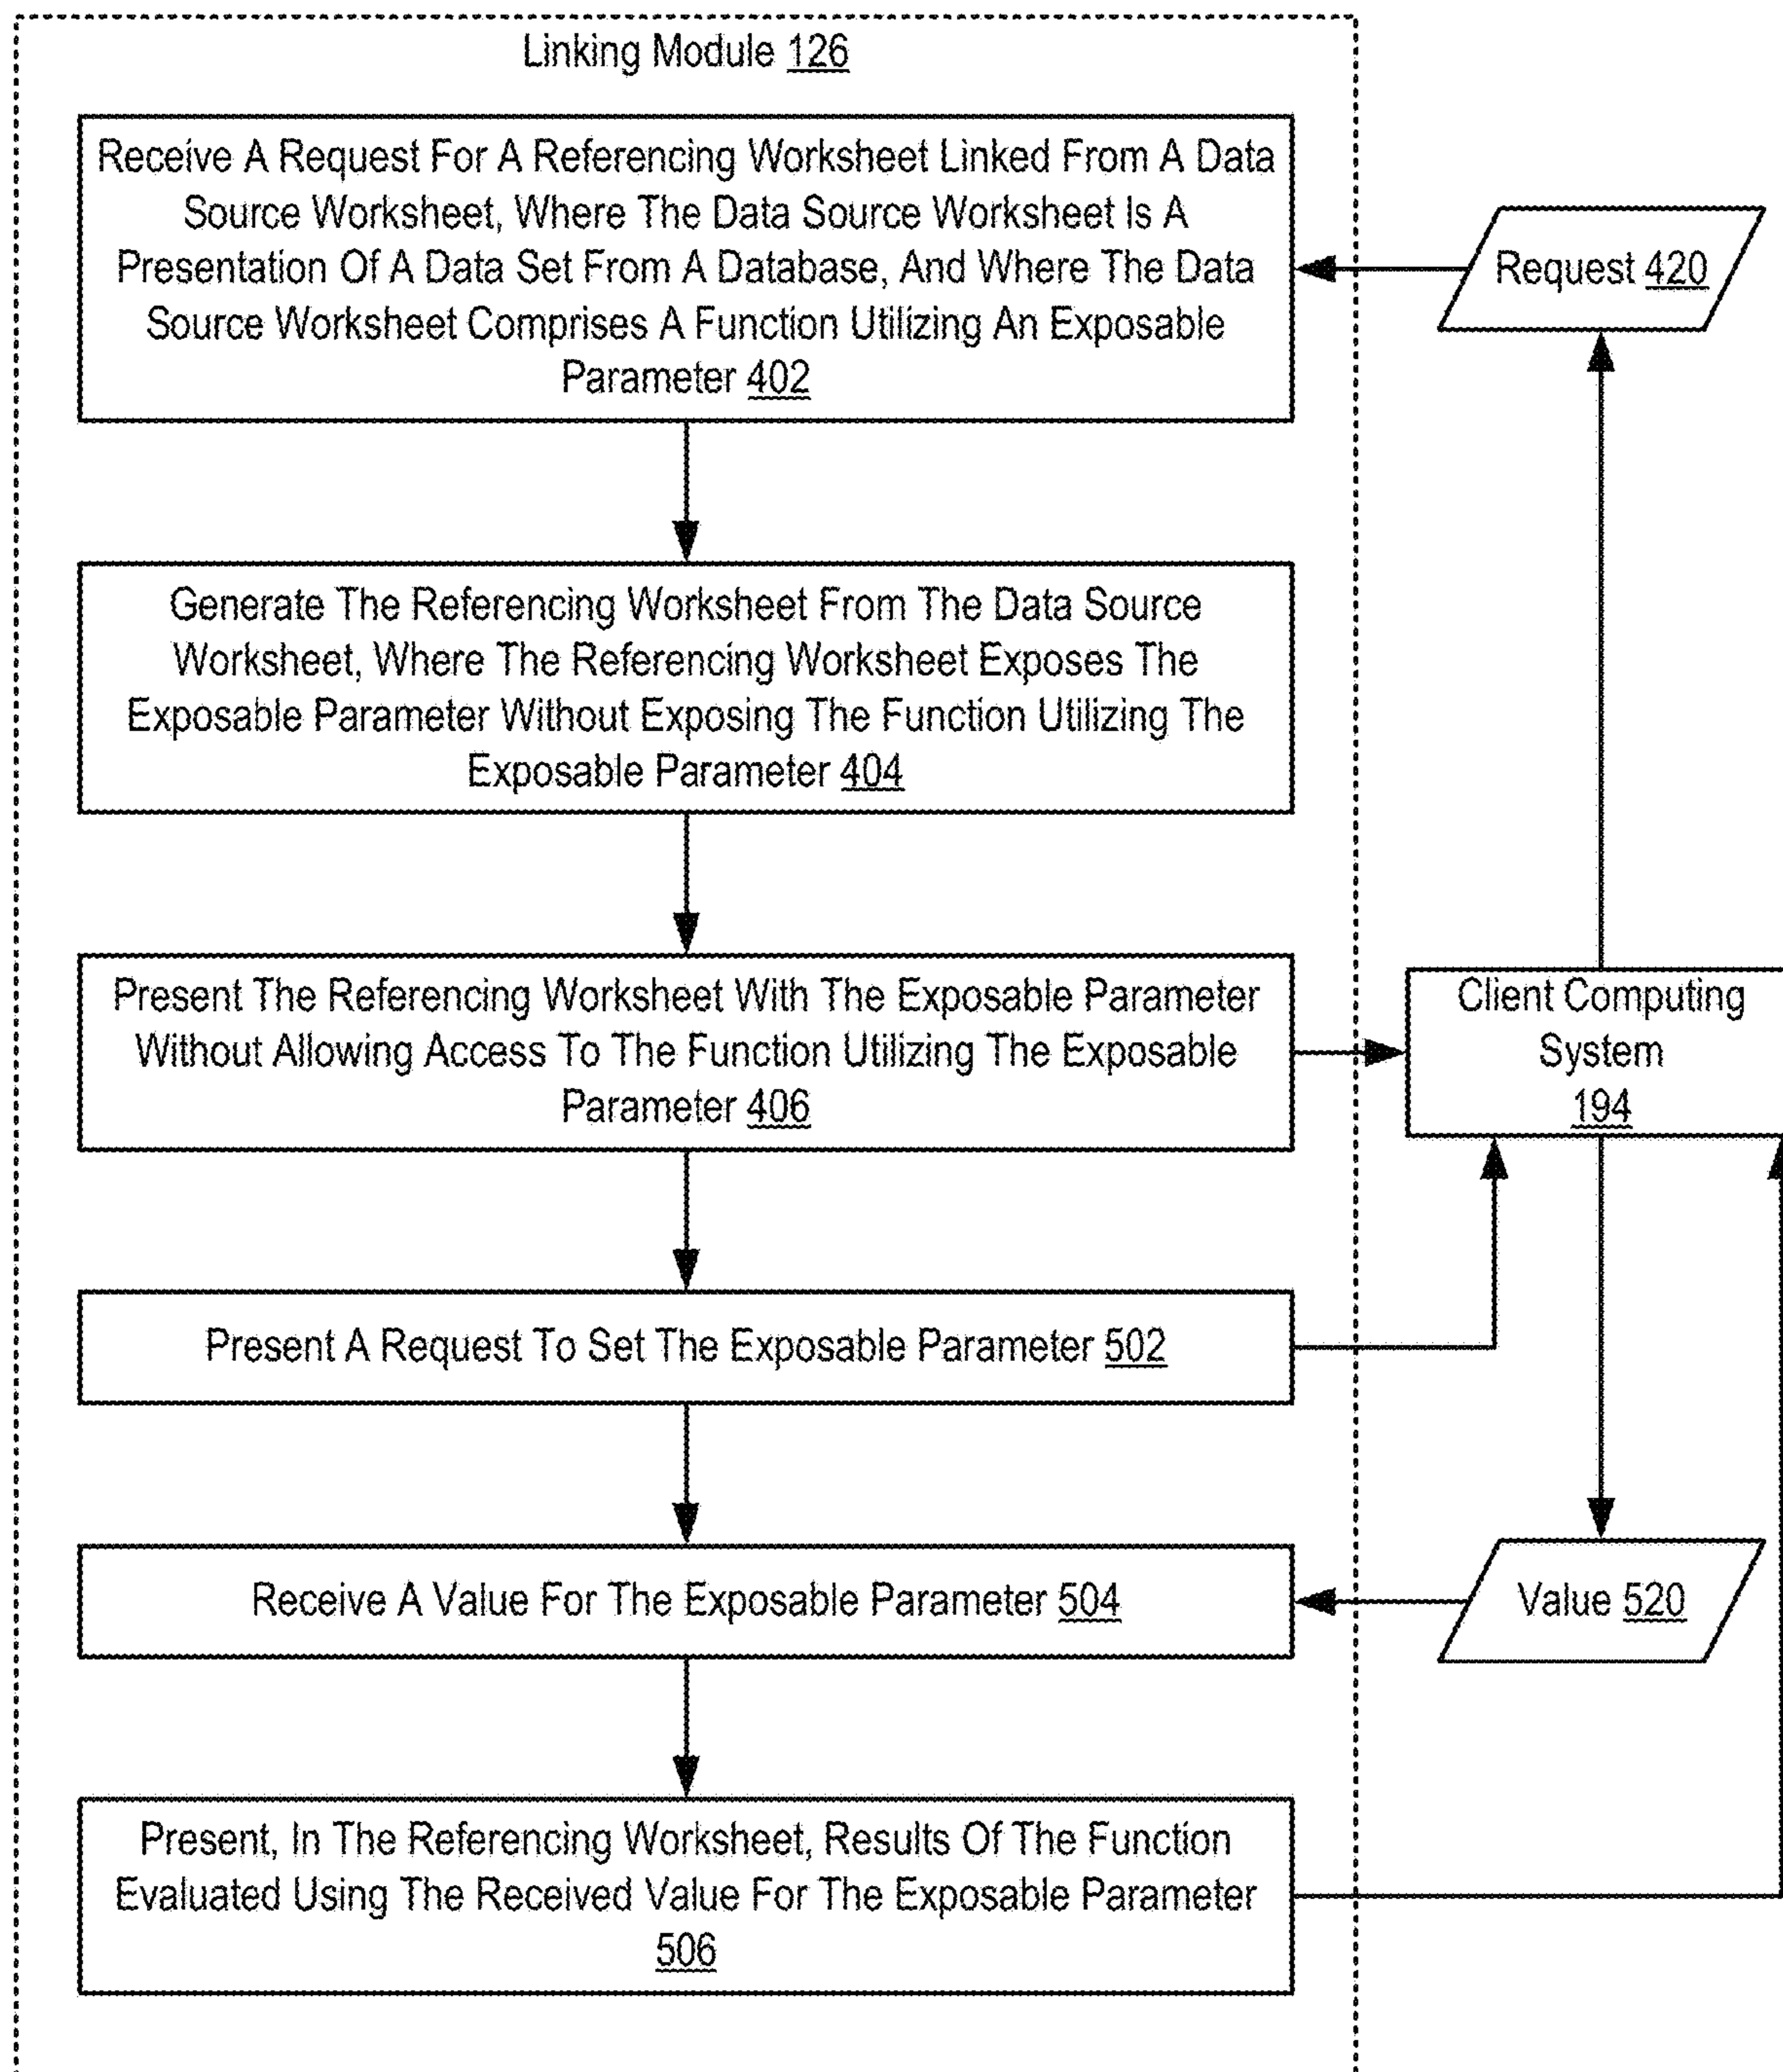 Linking Module 126
Receive A Request For A Referencing Worksheet Linked From A Data
Source Worksheet, Where The Data Source Worksheet Is A
Presentation Of A Data Set From A Database, And Where The Data
Source Worksheet Comprises A Function Utilizing An Exposable
Parameter 402
Request 420
Generate The Referencing Worksheet From The Data Source
Worksheet, Where The Referencing Worksheet Exposes The
Exposable Parameter Without Exposing The Function Utilizing The
Exposable Parameter 404
Present The Referencing Worksheet With The Exposable Parameter
Without Allowing Access To The Function Utilizing The Exposable
Parameter 406
Client Computing
System
194
Present A Request To Set The Exposable Parameter 502
Receive A Value For The Exposable Parameter 504
Value 520
Present, In The Referencing Worksheet, Results Of The Function
Evaluated Using The Received Value For The Exposable Parameter
506